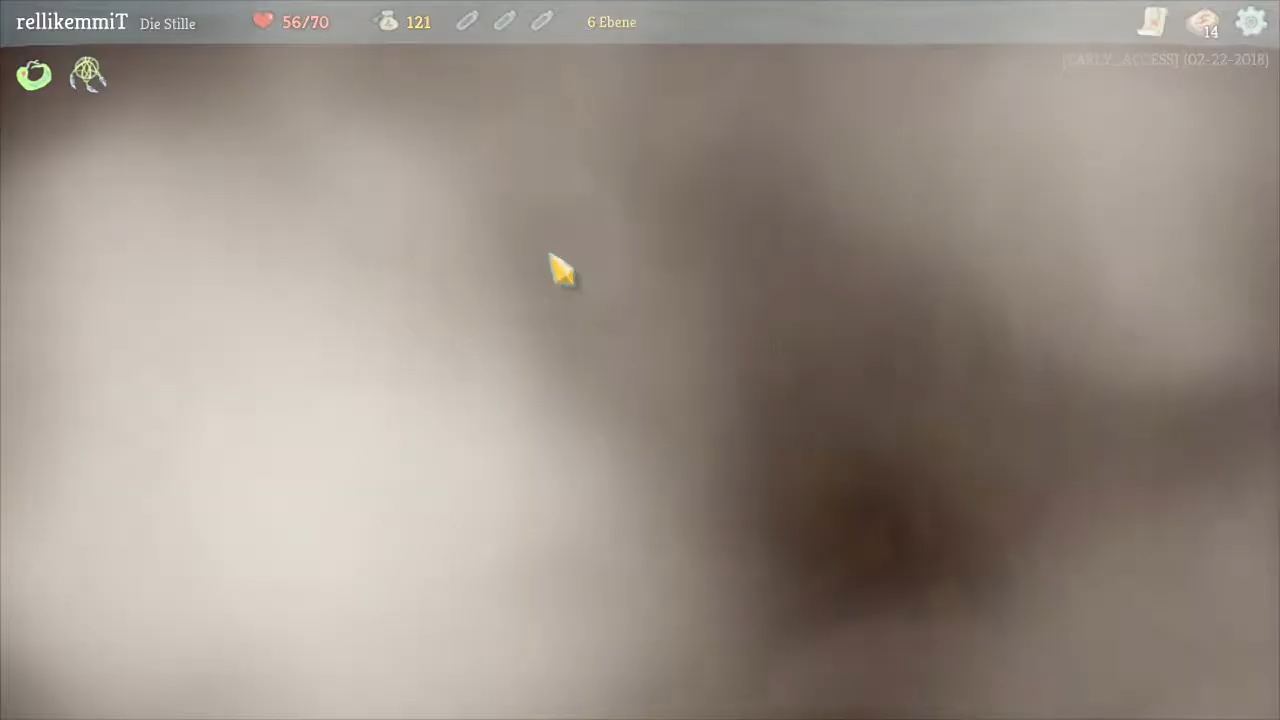 rellikemmiT Die Stille 56/70 121 6 Ebene 14
[EARLY_ACCESS] (02-22-2018)